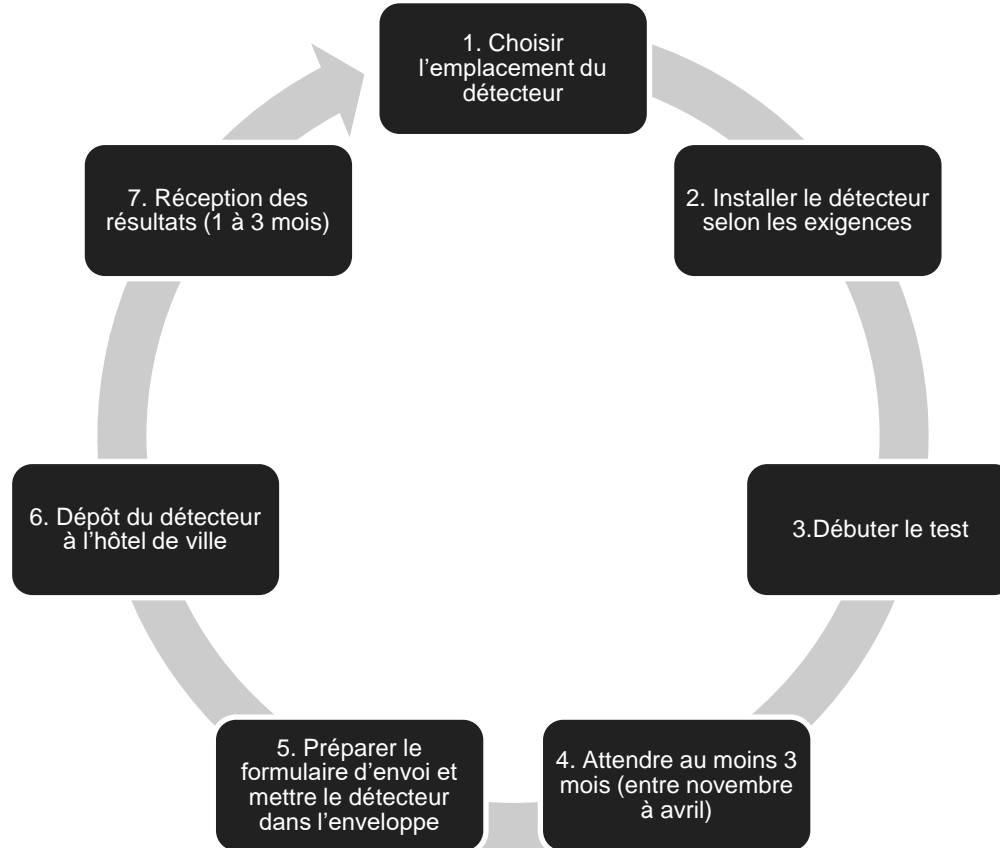 1. Choisir
l’emplacement du
détecteur
2. Installer le détecteur
selon les exigences
3.Débuter le test
4. Attendre au moins 3
mois (entre novembre
à avril)
5. Préparer le
formulaire d’envoi et
mettre le détecteur
dans l’enveloppe
6. Dépôt du détecteur
à l’hôtel de ville
7. Réception des
résultats (1 à 3 mois)